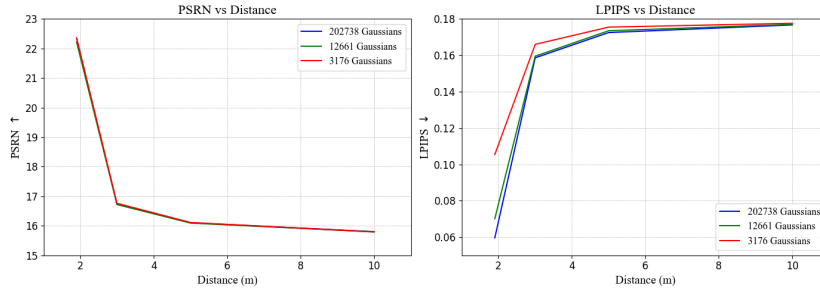 PSRN vs Distance
23
22
21
20
19
18
17
16
15
PSRN ↑
2
4
6
8
10
Distance (m)
202738 Gaussians
12661 Gaussians
3176 Gaussians
LPIPS vs Distance
0.18
0.16
0.14
0.12
0.10
0.08
0.06
LPIPS ↓
2
4
6
8
10
Distance (m)
202738 Gaussians
12661 Gaussians
3176 Gaussians